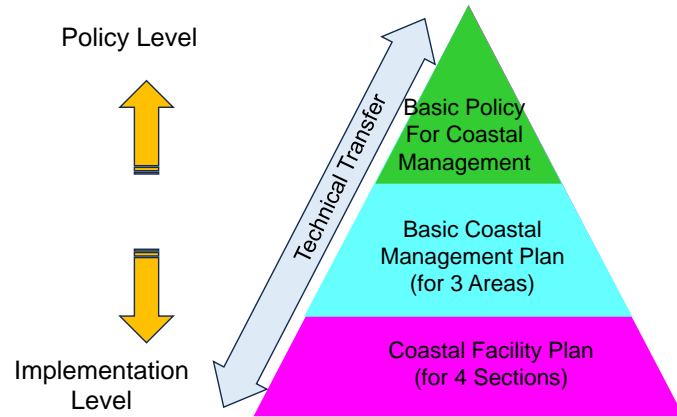 Policy Level
Technical Transfer
Basic Policy
For Coastal
Management
Basic Coastal
Management Plan
(for 3 Areas)
Implementation
Level
Coastal Facility Plan
(for 4 Sections)